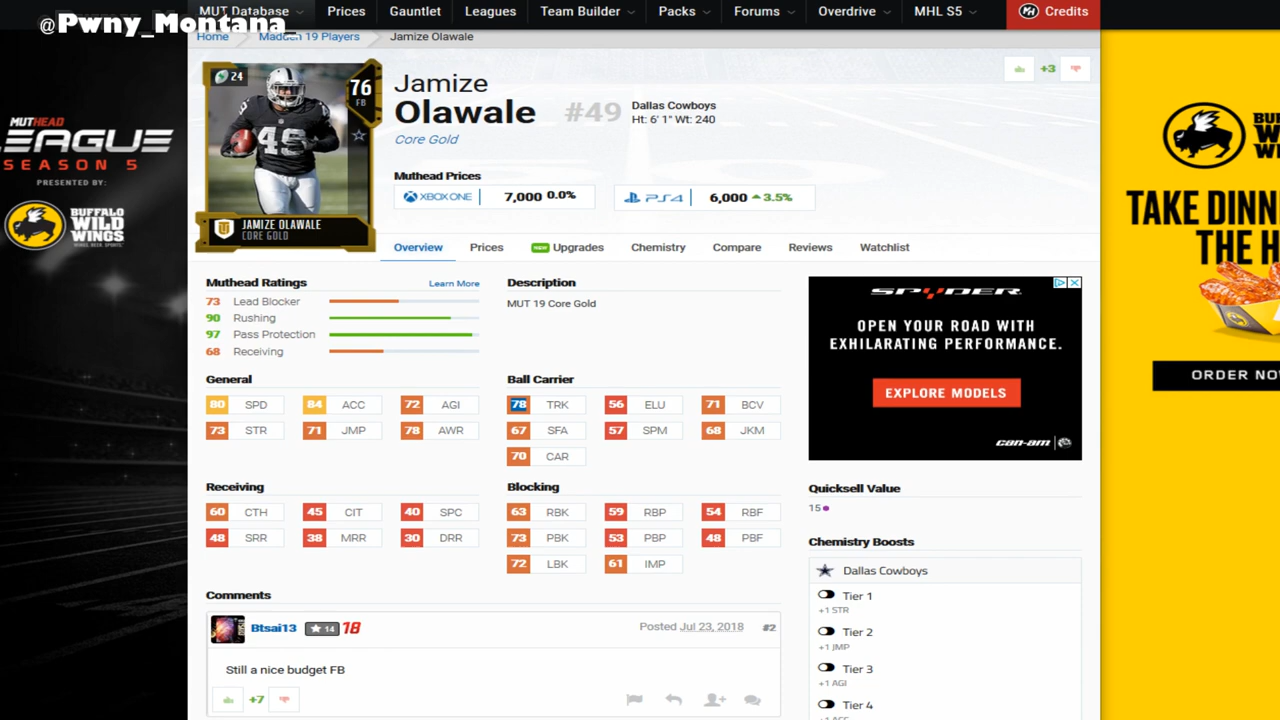 MUT Database Prices Gauntlet Leagues Team Builder Packs Forums Overdrive MHL S5 Credits
@Pwny_Montana_
Home Madden 19 Players Jamize Olawale
24
76
FB
49
JAMIZE OLAWALE
CORE GOLD
Jamize
Olawale #49
Dallas Cowboys
Ht: 6' 1" Wt: 240
Core Gold
+3
Muthead Prices
XBOX ONE 7,000 0.0% PS4 6,000 3.5%
Overview Prices NEW Upgrades Chemistry Compare Reviews Watchlist
MUTHEAD
LEAGUE
SEASON 5
PRESENTED BY:
BUFFALO
WILD
WINGS
Muthead Ratings Learn More
73 Lead Blocker
90 Rushing
97 Pass Protection
68 Receiving
Description
MUT 19 Core Gold
General
80 SPD 84 ACC 72 AGI
73 STR 71 JMP 78 AWR
Ball Carrier
78 TRK 56 ELU 71 BCV
67 SFA 57 SPM 68 JKM
70 CAR
Receiving
60 CTH 45 CIT 40 SPC
48 SRR 38 MRR 30 DRR
Blocking
63 RBK 59 RBP 54 RBF
73 PBK 53 PBP 48 PBF
72 LBK 61 IMP
Comments
Btsai13 14 18 Posted Jul 23, 2018 #2
Still a nice budget FB
+7
SPYDER
OPEN YOUR ROAD WITH
EXHILARATING PERFORMANCE.
EXPLORE MODELS
can-am
Quicksell Value
15
Chemistry Boosts
Dallas Cowboys
Tier 1
+1 STR
Tier 2
+1 JMP
Tier 3
+1 AGI
Tier 4
TAKE DINN
THE H
ORDER NO